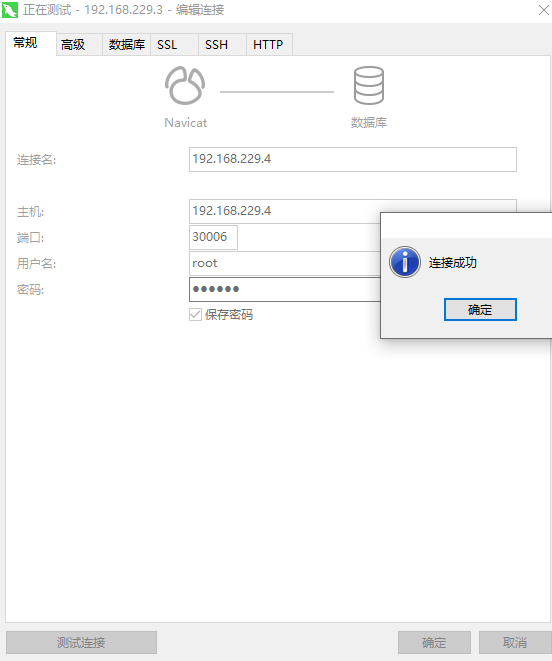 正在测试 - 192.168.229.3 - 编辑连接
常规 高级 数据库 SSL SSH HTTP
Navicat 数据库
连接名: 192.168.229.4
主机: 192.168.229.4
端口: 30006
用户名: root
密码: ●●●●●●
保存密码
连接成功
确定
测试连接 确定 取消